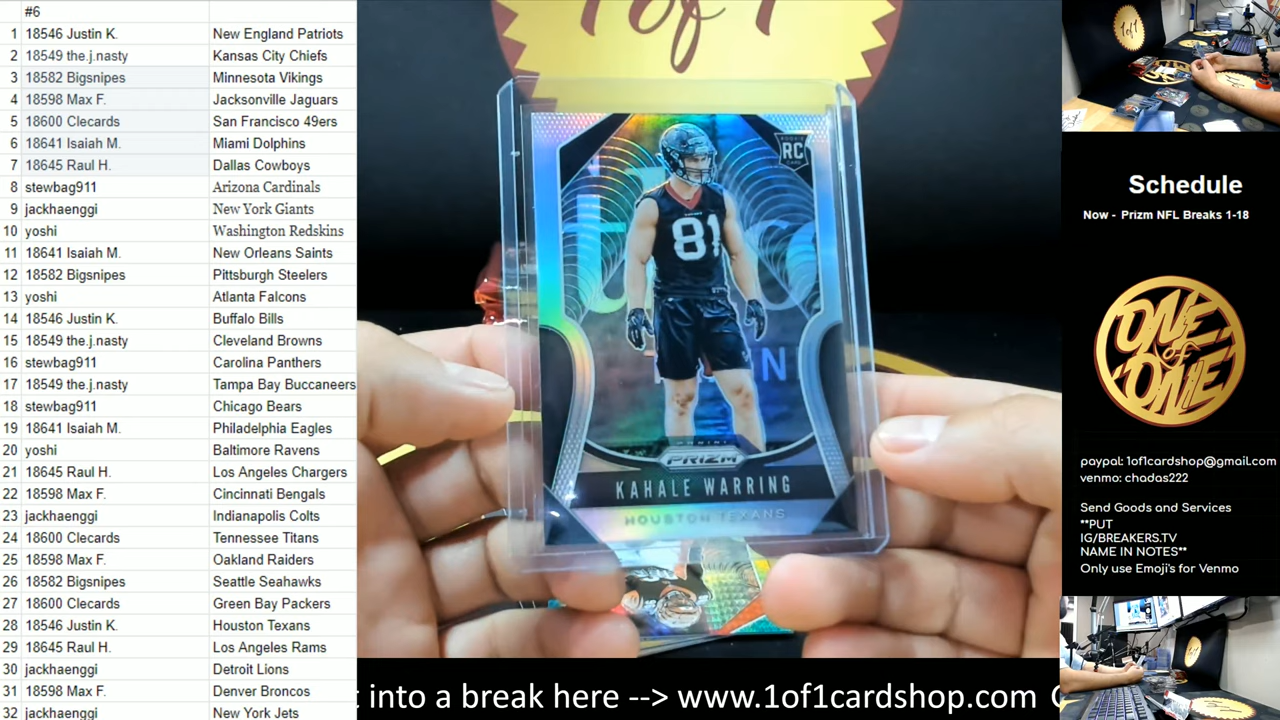 #6
1 18546 Justin K. New England Patriots
2 18549 the.j.nasty Kansas City Chiefs
3 18582 Bigsnipes Minnesota Vikings
4 18598 Max F. Jacksonville Jaguars
5 18600 Clecards San Francisco 49ers
6 18641 Isaiah M. Miami Dolphins
7 18645 Raul H. Dallas Cowboys
8 stewbag911 Arizona Cardinals
9 jackhaenggi New York Giants
10 yoshi Washington Redskins
11 18641 Isaiah M. New Orleans Saints
12 18582 Bigsnipes Pittsburgh Steelers
13 yoshi Atlanta Falcons
14 18546 Justin K. Buffalo Bills
15 18549 the.j.nasty Cleveland Browns
16 stewbag911 Carolina Panthers
17 18549 the.j.nasty Tampa Bay Buccaneers
18 stewbag911 Chicago Bears
19 18641 Isaiah M. Philadelphia Eagles
20 yoshi Baltimore Ravens
21 18645 Raul H. Los Angeles Chargers
22 18598 Max F. Cincinnati Bengals
23 jackhaenggi Indianapolis Colts
24 18600 Clecards Tennessee Titans
25 18598 Max F. Oakland Raiders
26 18582 Bigsnipes Seattle Seahawks
27 18600 Clecards Green Bay Packers
28 18546 Justin K. Houston Texans
29 18645 Raul H. Los Angeles Rams
30 jackhaenggi Detroit Lions
31 18598 Max F. Denver Broncos
32 jackhaenggi New York Jets
1of1
RC
81
PANINI
PRIZM
KAHALE WARRING
HOUSTON TEXANS
into a break here --> www.1of1cardshop.com
1of1
Schedule
Now - Prizm NFL Breaks 1-18
ONE
of
ONE
paypal: 1of1cardshop@gmail.com
venmo: chadas222
Send Goods and Services
**PUT
IG/BREAKERS.TV
NAME IN NOTES**
Only use Emoji's for Venmo